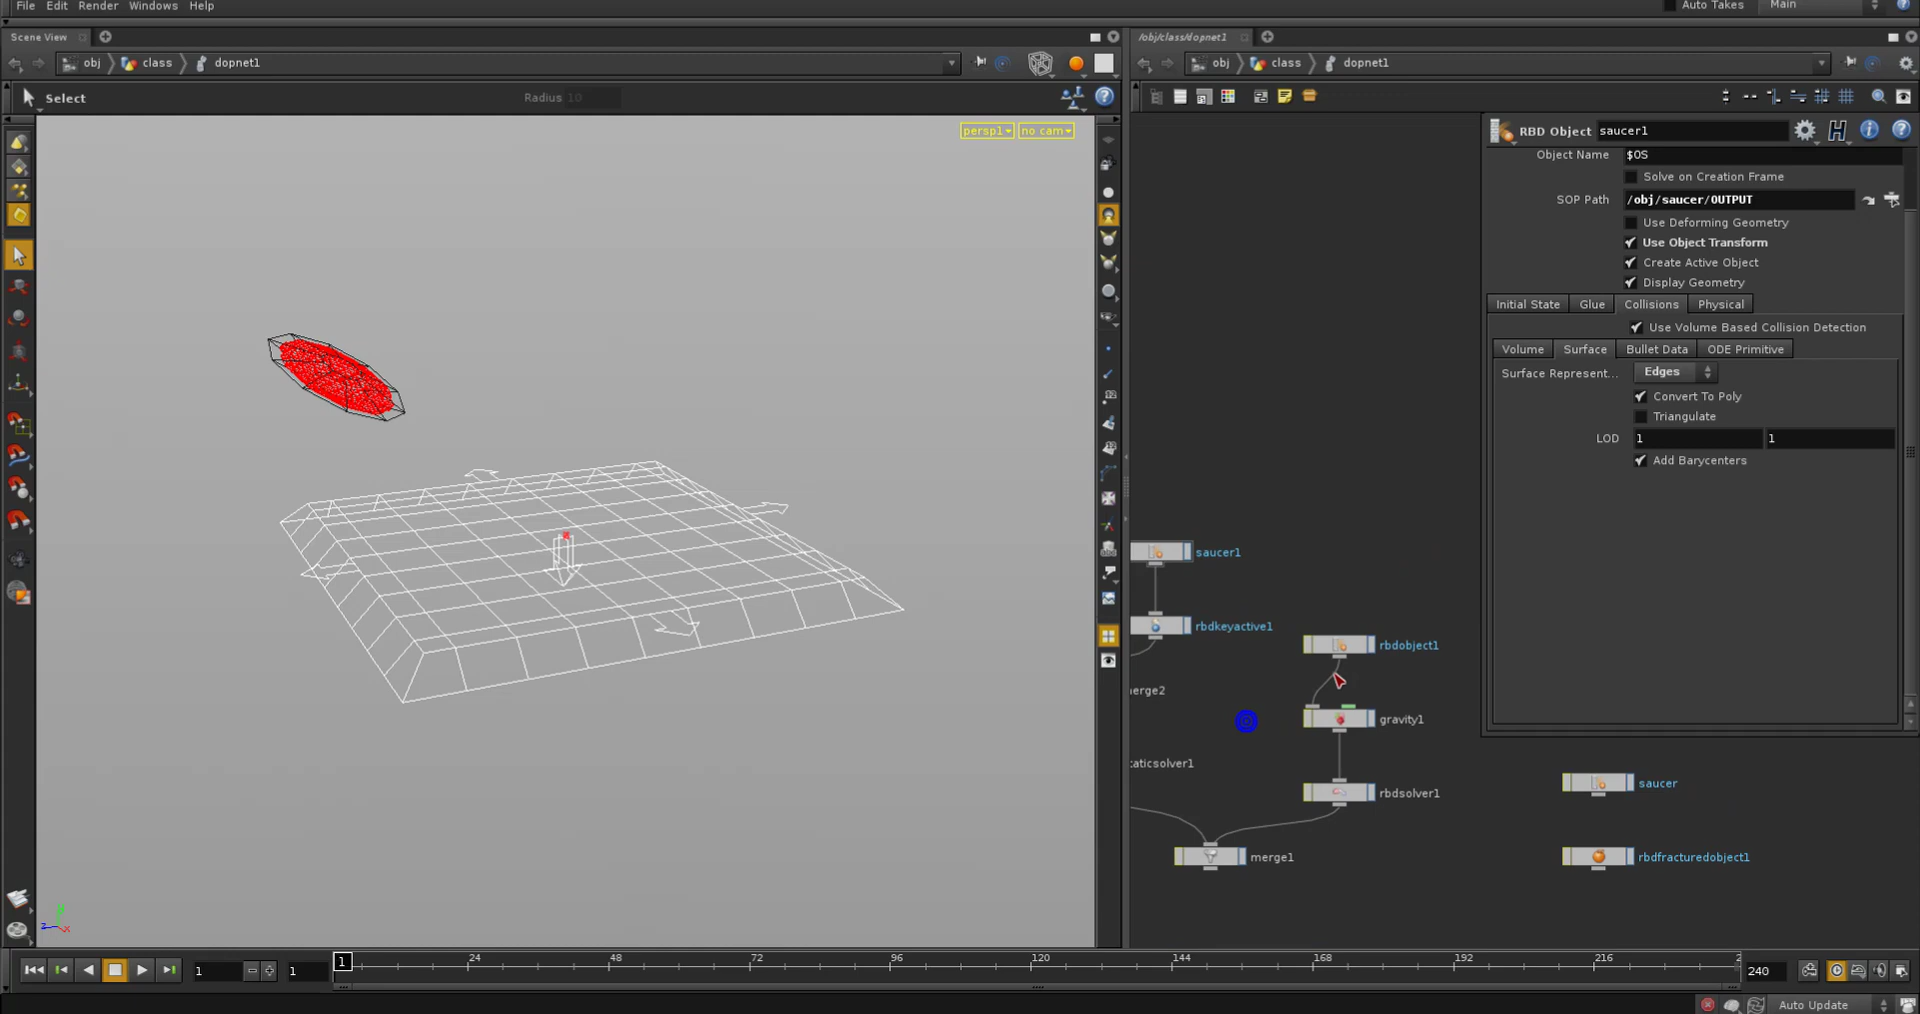 File Edit Render Windows Help
Auto Takes Main
Scene View
/obj/class/dopnet1
obj class dopnet1
obj class dopnet1
Select
Radius 10
persp1 no cam
RBD Object saucer1
Object Name $OS
Solve on Creation Frame
SOP Path /obj/saucer/OUTPUT
Use Deforming Geometry
Use Object Transform
Create Active Object
Display Geometry
Initial State Glue Collisions Physical
Use Volume Based Collision Detection
Volume Surface Bullet Data ODE Primitive
Surface Represent... Edges
Convert To Poly
Triangulate
LOD 1 1
Add Barycenters
saucer1
rbdkeyactive1
rbdobject1
erge2
gravity1
taticsolver1
saucer
rbdsolver1
merge1
rbdfracturedobject1
1 1 1 24 48 72 96 120 144 168 192 216 2 240
Auto Update